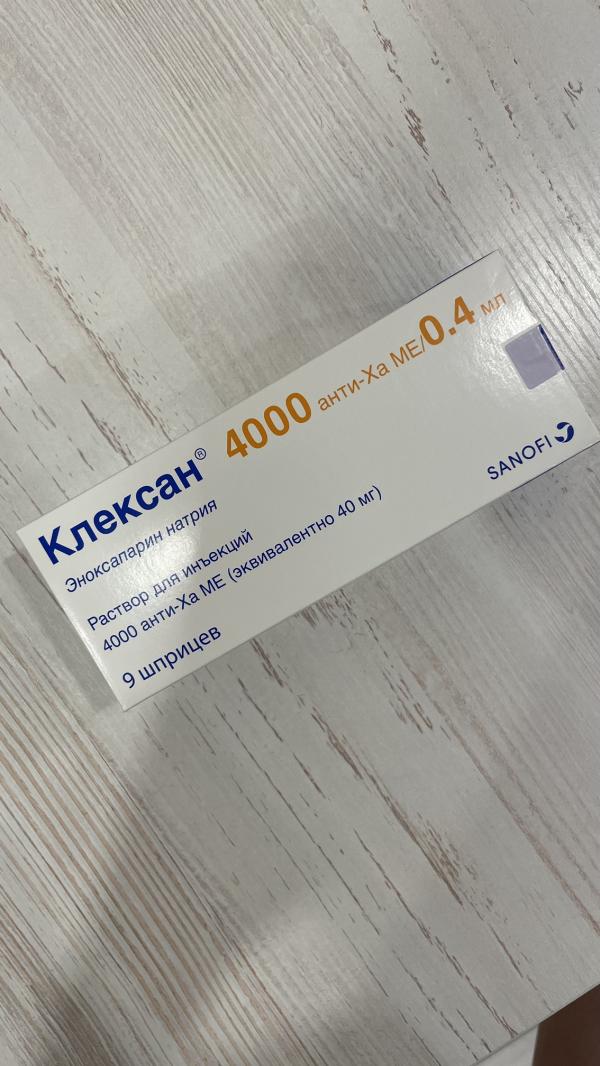 Клексан® 4000 анти-Ха МЕ/0.4 мл
Эноксапарин натрия
Раствор для инъекций
4000 анти-Ха МЕ (эквивалентно 40 мг)
9 шприцев
SANOFI